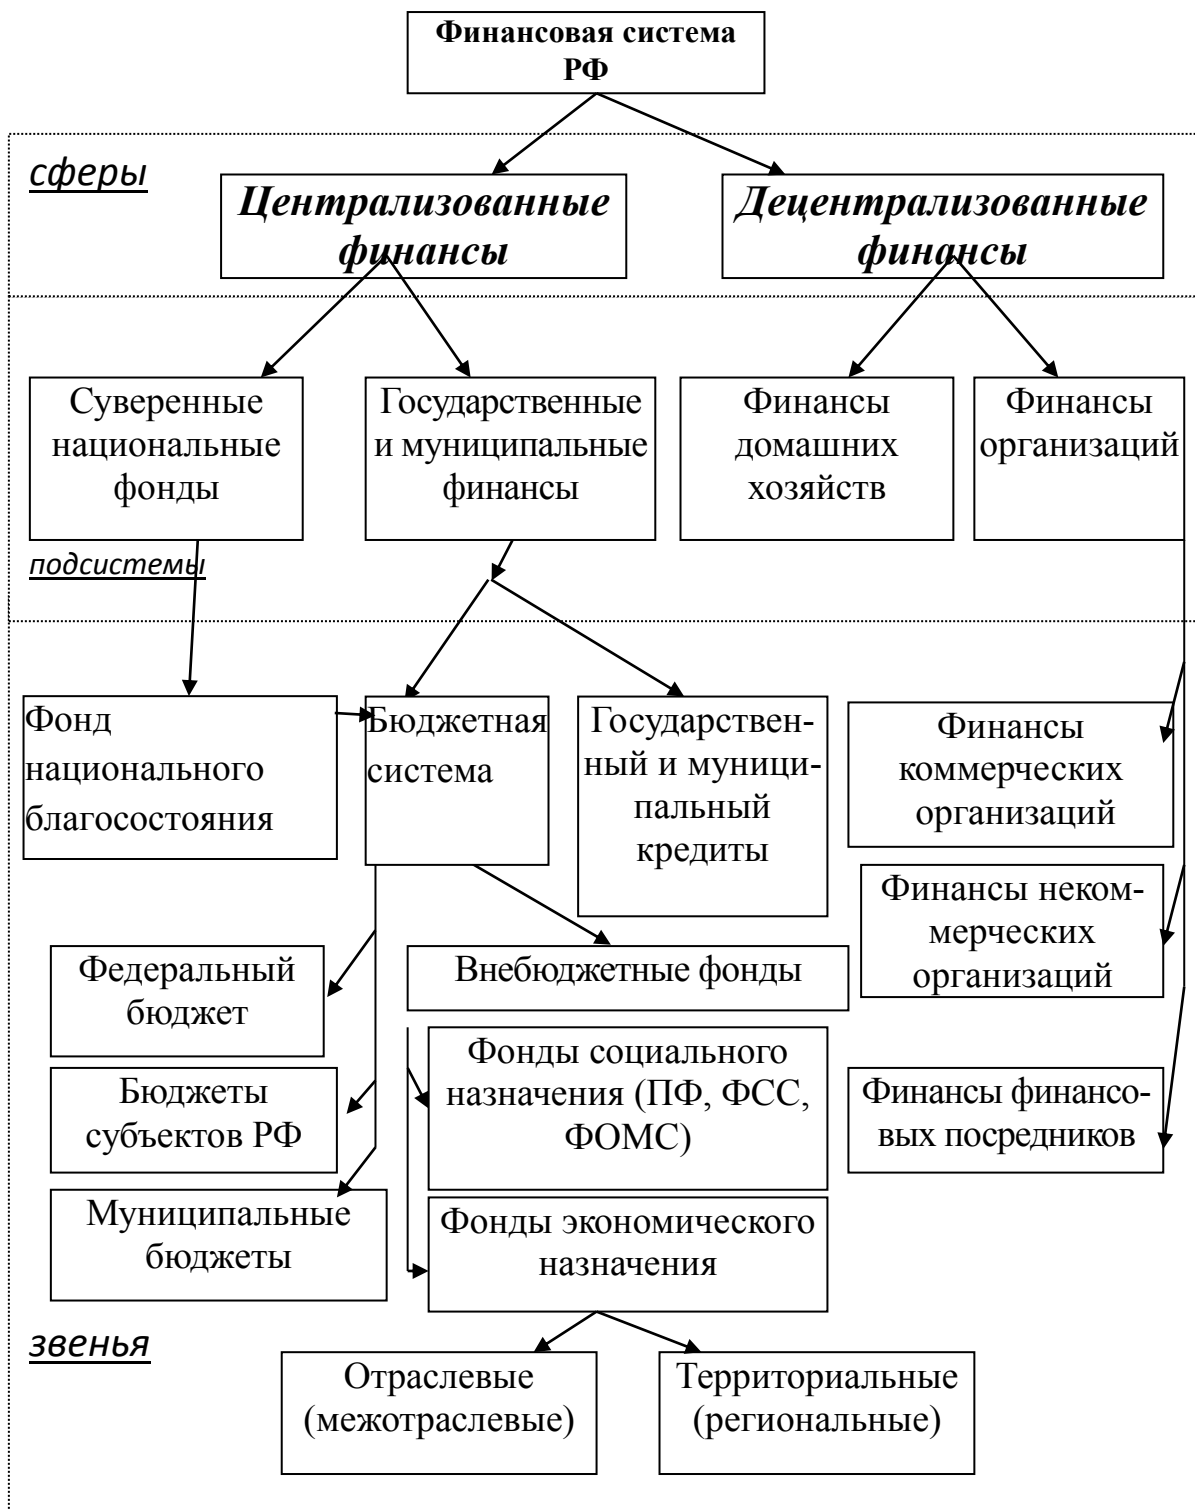 Финансовая система
РФ
сферы
Централизованные
финансы
Децентрализованные
финансы
Суверенные
национальные
фонды
Государственные
и муниципальные
финансы
Финансы
домашних
хозяйств
Финансы
организаций
подсистемы
Фонд
национального
благосостояния
Бюджетная
система
Государствен-
ный и муници-
пальный
кредиты
Финансы
коммерческих
организаций
Финансы неком-
мерческих
организаций
Федеральный
бюджет
Внебюджетные фонды
Бюджеты
субъектов РФ
Фонды социального
назначения (ПФ, ФСС,
ФОМС)
Финансы финансо-
вых посредников
Муниципальные
бюджеты
Фонды экономического
назначения
звенья
Отраслевые
(межотраслевые)
Территориальные
(региональные)